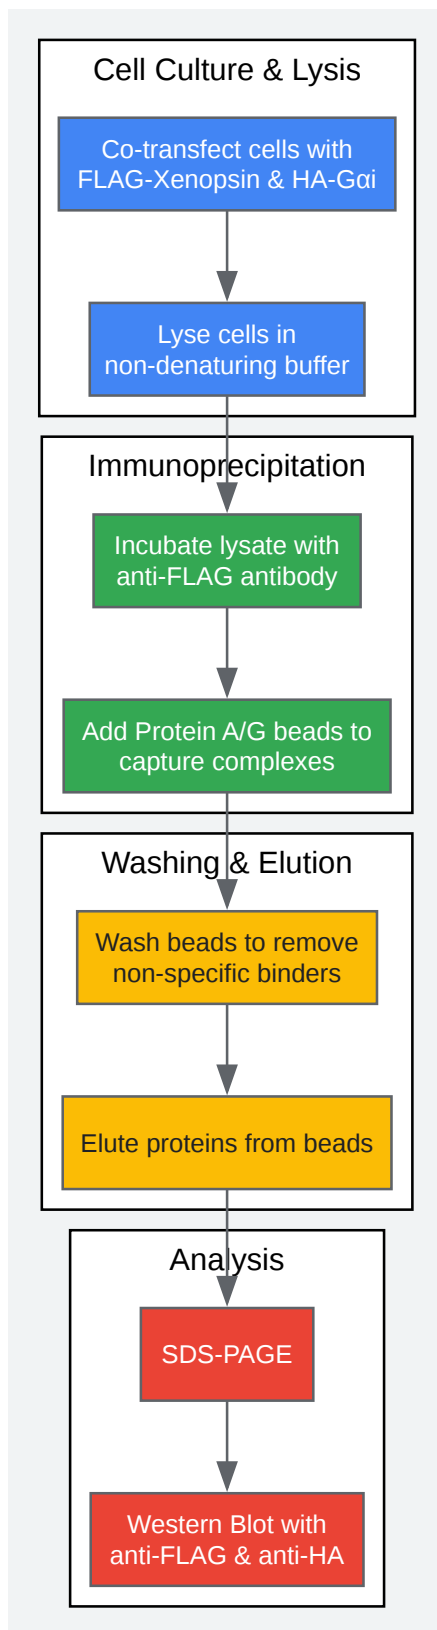 Cell Culture & Lysis
Co-transfect cells with
FLAG-Xenopsin & HA-Gαi
Lyse cells in
non-denaturing buffer
Immunoprecipitation
Incubate lysate with
anti-FLAG antibody
Add Protein A/G beads to
capture complexes
Washing & Elution
Wash beads to remove
non-specific binders
Elute proteins from beads
Analysis
SDS-PAGE
Western Blot with
anti-FLAG & anti-HA